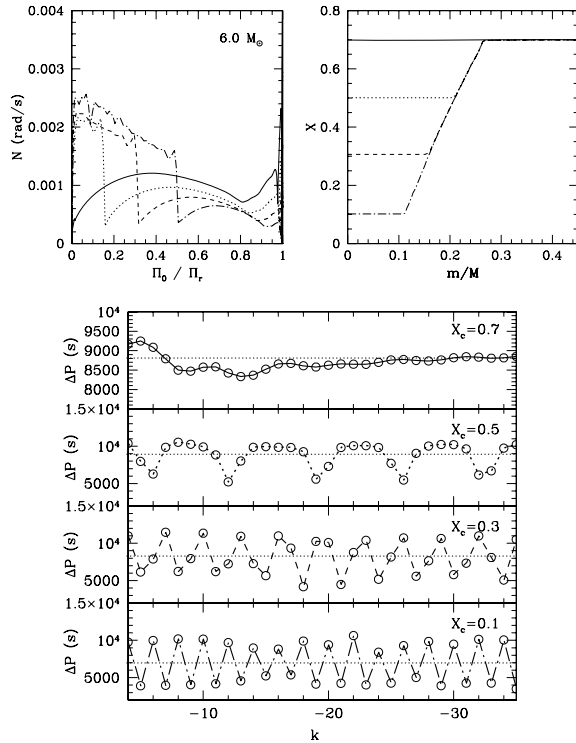 0.004
0.003
0.002
0.001
0
N (rad/s)
6.0 M☉
0 0.2 0.4 0.6 0.8 1
Π₀ / Πᵣ
0.8
0.6
0.4
0.2
0
X
0 0.1 0.2 0.3 0.4
m/M
10⁴
9500
9000
8500
8000
ΔP (s)
X_c=0.7
1.5×10⁴
10⁴
5000
ΔP (s)
X_c=0.5
1.5×10⁴
10⁴
5000
ΔP (s)
X_c=0.3
1.5×10⁴
10⁴
5000
ΔP (s)
X_c=0.1
−10 −20 −30
k